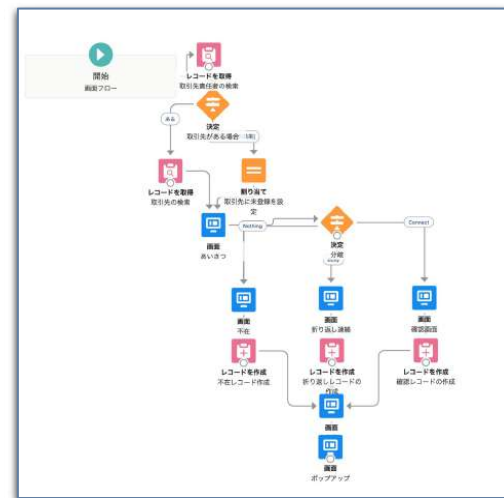 開始
画面フロー
レコードを取得
取引先責任者の検索
ある
決定
取引先がある場合
レコードを取得
取引先の検索
割り当て
取引先に未登録を設
定
画面
あいさつ
Nothing
決定
分岐
Connect
画面
不在
画面
折り返し連絡
画面
確認画面
レコードを作成
不在レコード作成
レコードを作成
折り返しレコードの
作成
レコードを作成
確認レコードの作成
画面
画面
ポップアップ